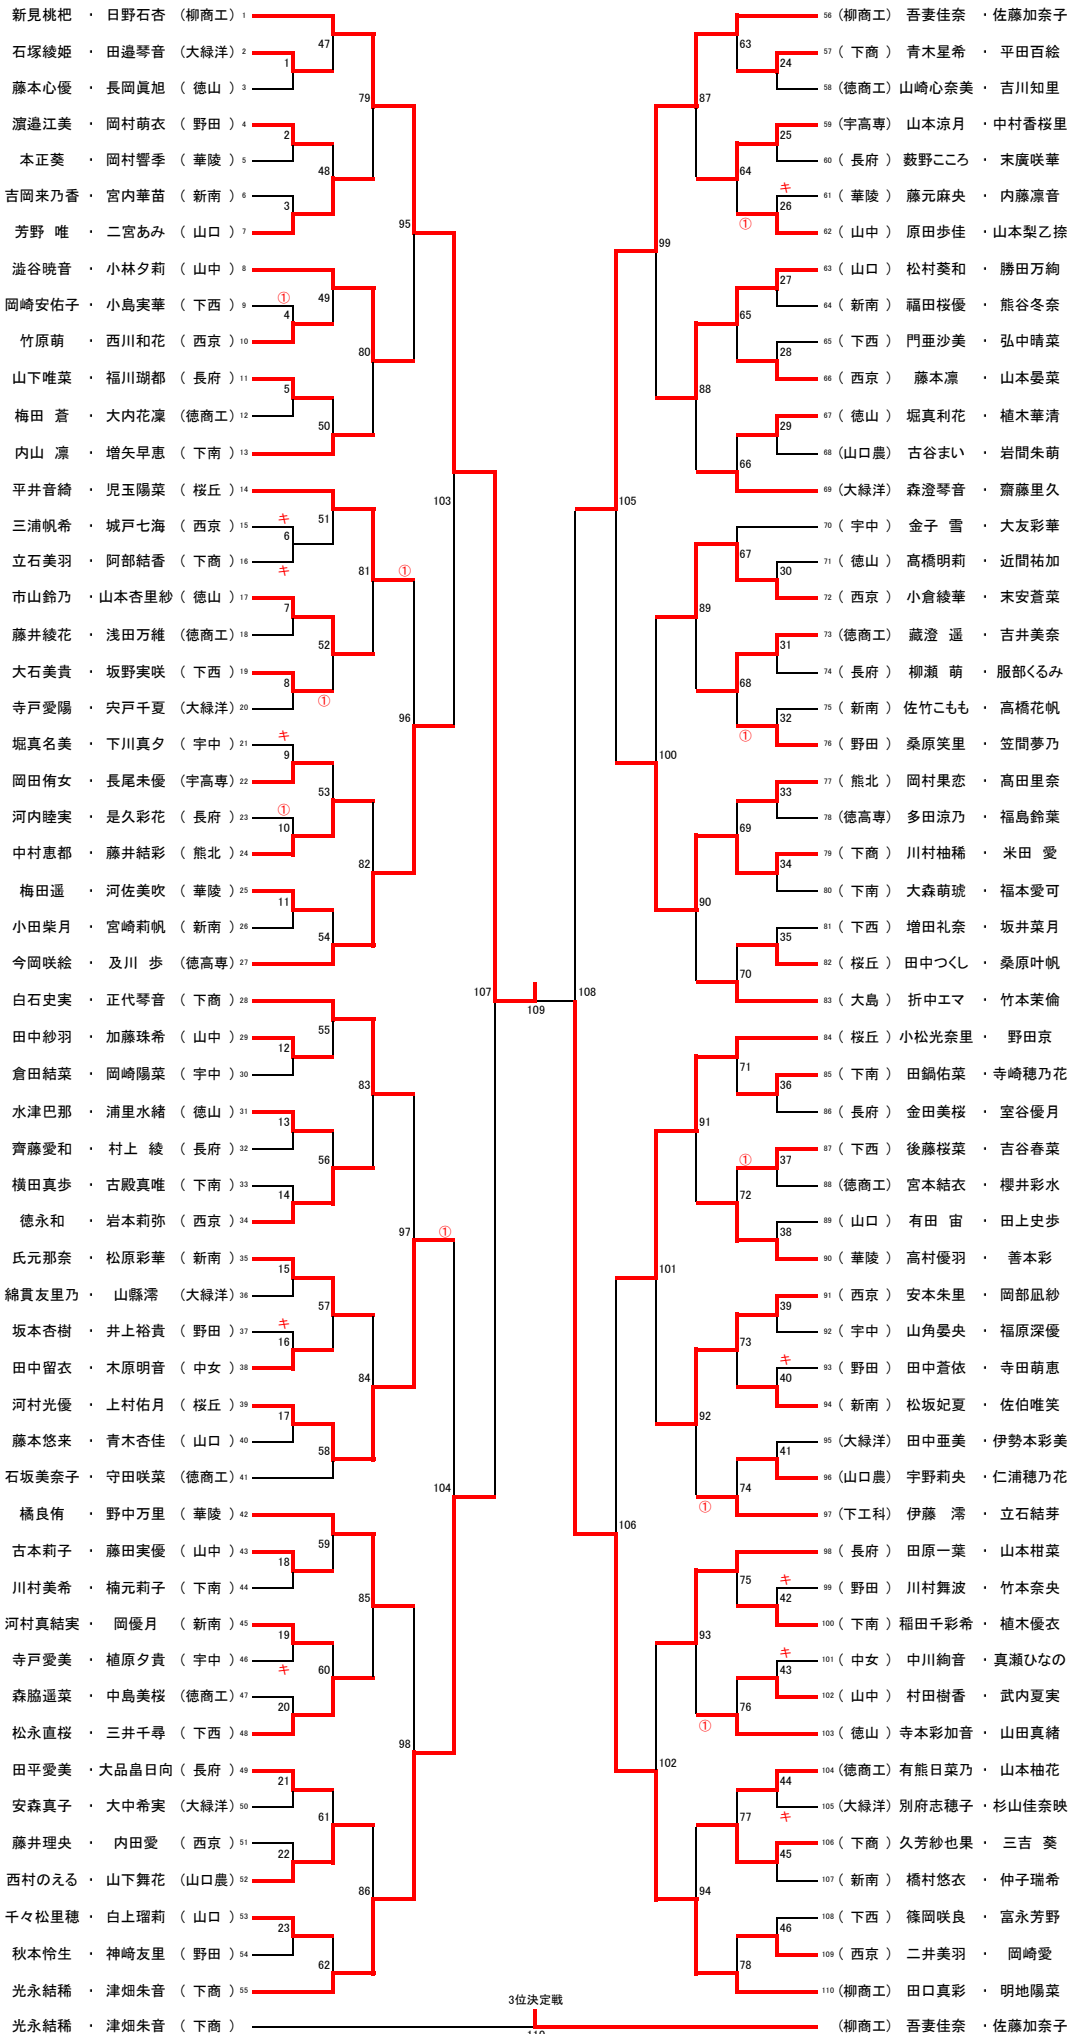 新見桃杷 ・ 日野石杏 (柳商工) 1
石塚綾姫 ・ 田邉琴音 (大緑洋) 2
藤本心優 ・ 長岡眞旭 ( 徳山 ) 3
濵邉江美 ・ 岡村萌衣 ( 野田 ) 4
本正葵 ・ 岡村響季 ( 華陵 ) 5
吉岡来乃香 ・ 宮内華苗 ( 新南 ) 6
芳野 唯 ・ 二宮あみ ( 山口 ) 7
澁谷暁音 ・ 小林夕莉 ( 山中 ) 8
岡﨑安佑子 ・ 小島実華 ( 下西 ) 9
竹原萌 ・ 西川和花 ( 西京 ) 10
山下唯菜 ・ 福川瑚都 ( 長府 ) 11
梅田 蒼 ・ 大内花凜 (徳商工) 12
内山 凛 ・ 増矢早恵 ( 下南 ) 13
平井音綺 ・ 児玉陽菜 ( 桜丘 ) 14
三浦帆希 ・ 城戸七海 ( 西京 ) 15
立石美羽 ・ 阿部結香 ( 下商 ) 16
市山鈴乃 ・ 山本杏里紗 ( 徳山 ) 17
藤井綾花 ・ 浅田万維 (徳商工) 18
大石美貴 ・ 坂野実咲 ( 下西 ) 19
寺戸愛陽 ・ 宍戸千夏 (大緑洋) 20
堀真名美 ・ 下川真夕 ( 宇中 ) 21
岡田侑女 ・ 長尾未優 (宇高専) 22
河内睦実 ・ 是久彩花 ( 長府 ) 23
中村恵都 ・ 藤井結彩 ( 熊北 ) 24
梅田遥 ・ 河佐美吹 ( 華陵 ) 25
小田柴月 ・ 宮崎莉帆 ( 新南 ) 26
今岡咲絵 ・ 及川 歩 (徳高専) 27
白石史実 ・ 正代琴音 ( 下商 ) 28
田中紗羽 ・ 加藤珠希 ( 山中 ) 29
倉田結菜 ・ 岡崎陽菜 ( 宇中 ) 30
水津巴那 ・ 浦里水緒 ( 徳山 ) 31
齊藤愛和 ・ 村上 綾 ( 長府 ) 32
横田真歩 ・ 古殿真唯 ( 下南 ) 33
徳永和 ・ 岩本莉弥 ( 西京 ) 34
氏元那奈 ・ 松原彩華 ( 新南 ) 35
綿貫友里乃 ・ 山縣澪 (大緑洋) 36
坂本杏樹 ・ 井上裕貴 ( 野田 ) 37
田中留衣 ・ 木原明音 ( 中女 ) 38
河村光優 ・ 上村佑月 ( 桜丘 ) 39
藤本悠来 ・ 青木杏佳 ( 山口 ) 40
石坂美奈子 ・ 守田咲菜 (徳商工) 41
橘良侑 ・ 野中万里 ( 華陵 ) 42
古本莉子 ・ 藤田実優 ( 山中 ) 43
川村美希 ・ 楠元莉子 ( 下南 ) 44
河村真結実 ・ 岡優月 ( 新南 ) 45
寺戸愛美 ・ 植原夕貴 ( 宇中 ) 46
森脇遥菜 ・ 中島美桜 (徳商工) 47
松永直桜 ・ 三井千尋 ( 下西 ) 48
田平愛美 ・ 大品畠日向 ( 長府 ) 49
安森真子 ・ 大中希実 (大緑洋) 50
藤井理央 ・ 内田愛 ( 西京 ) 51
西村のえる ・ 山下舞花 (山口農) 52
千々松里穂 ・ 白上瑠莉 ( 山口 ) 53
秋本怜生 ・ 神﨑友里 ( 野田 ) 54
光永結稀 ・ 津畑朱音 ( 下商 ) 55
56 (柳商工) 吾妻佳奈 ・ 佐藤加奈子
57 ( 下商 ) 青木星希 ・ 平田百絵
58 (徳商工) 山崎心奈美 ・ 吉川知里
59 (宇高専) 山本涼月 ・ 中村香桜里
60 ( 長府 ) 薮野こころ ・ 末廣咲華
61 ( 華陵 ) 藤元麻央 ・ 内藤凛音
62 ( 山中 ) 原田歩佳 ・ 山本梨乙捺
63 ( 山口 ) 松村葵和 ・ 勝田万絢
64 ( 新南 ) 福田桜優 ・ 熊谷冬奈
65 ( 下西 ) 門亜沙美 ・ 弘中晴菜
66 ( 西京 ) 藤本凛 ・ 山本晏菜
67 ( 徳山 ) 堀真利花 ・ 植木華清
68 (山口農) 古谷まい ・ 岩間朱萌
69 (大緑洋) 森澄琴音 ・ 齋藤里久
70 ( 宇中 ) 金子 雪 ・ 大友彩華
71 ( 徳山 ) 髙橋明莉 ・ 近間祐加
72 ( 西京 ) 小倉綾華 ・ 末安蒼菜
73 (徳商工) 藏澄 遥 ・ 吉井美奈
74 ( 長府 ) 柳瀬 萌 ・ 服部くるみ
75 ( 新南 ) 佐竹こもも ・ 高橋花帆
76 ( 野田 ) 桑原笑里 ・ 笠間夢乃
77 ( 熊北 ) 岡村果恋 ・ 髙田里奈
78 (徳高専) 多田涼乃 ・ 福島鈴葉
79 ( 下商 ) 川村柚稀 ・ 米田 愛
80 ( 下南 ) 大森萌琥 ・ 福本愛可
81 ( 下西 ) 増田礼奈 ・ 坂井菜月
82 ( 桜丘 ) 田中つくし ・ 桑原叶帆
83 ( 大島 ) 折中エマ ・ 竹本茉倫
84 ( 桜丘 ) 小松光奈里 ・ 野田京
85 ( 下南 ) 田鍋佑菜 ・ 寺崎穂乃花
86 ( 長府 ) 金田美桜 ・ 室谷優月
87 ( 下西 ) 後藤桜菜 ・ 吉谷春菜
88 (徳商工) 宮本結衣 ・ 櫻井彩水
89 ( 山口 ) 有田 宙 ・ 田上史歩
90 ( 華陵 ) 高村優羽 ・ 善本彩
91 ( 西京 ) 安本朱里 ・ 岡部凪紗
92 ( 宇中 ) 山角晏央 ・ 福原深優
93 ( 野田 ) 田中蒼依 ・ 寺田萌恵
94 ( 新南 ) 松坂妃夏 ・ 佐伯唯笑
95 (大緑洋) 田中亜美 ・ 伊勢本彩美
96 (山口農) 宇野莉央 ・ 仁浦穂乃花
97 (下工科) 伊藤 澪 ・ 立石結芽
98 ( 長府 ) 田原一葉 ・ 山本柑菜
99 ( 野田 ) 川村舞波 ・ 竹本奈央
100 ( 下南 ) 稲田千彩希 ・ 植木優衣
101 ( 中女 ) 中川絢音 ・ 真瀬ひなの
102 ( 山中 ) 村田樹香 ・ 武内夏実
103 ( 徳山 ) 寺本彩加音 ・ 山田真緒
104 (徳商工) 有熊日菜乃 ・ 山本柚花
105 (大緑洋) 別府志穂子 ・ 杉山佳奈映
106 ( 下商 ) 久芳紗也果 ・ 三吉 葵
107 ( 新南 ) 橋村悠衣 ・ 仲子瑞希
108 ( 下西 ) 篠岡咲良 ・ 富永芳野
109 ( 西京 ) 二井美羽 ・ 岡﨑愛
110 (柳商工) 田口真彩 ・ 明地陽菜
3位決定戦
光永結稀 ・ 津畑朱音 ( 下商 )
(柳商工) 吾妻佳奈 ・ 佐藤加奈子